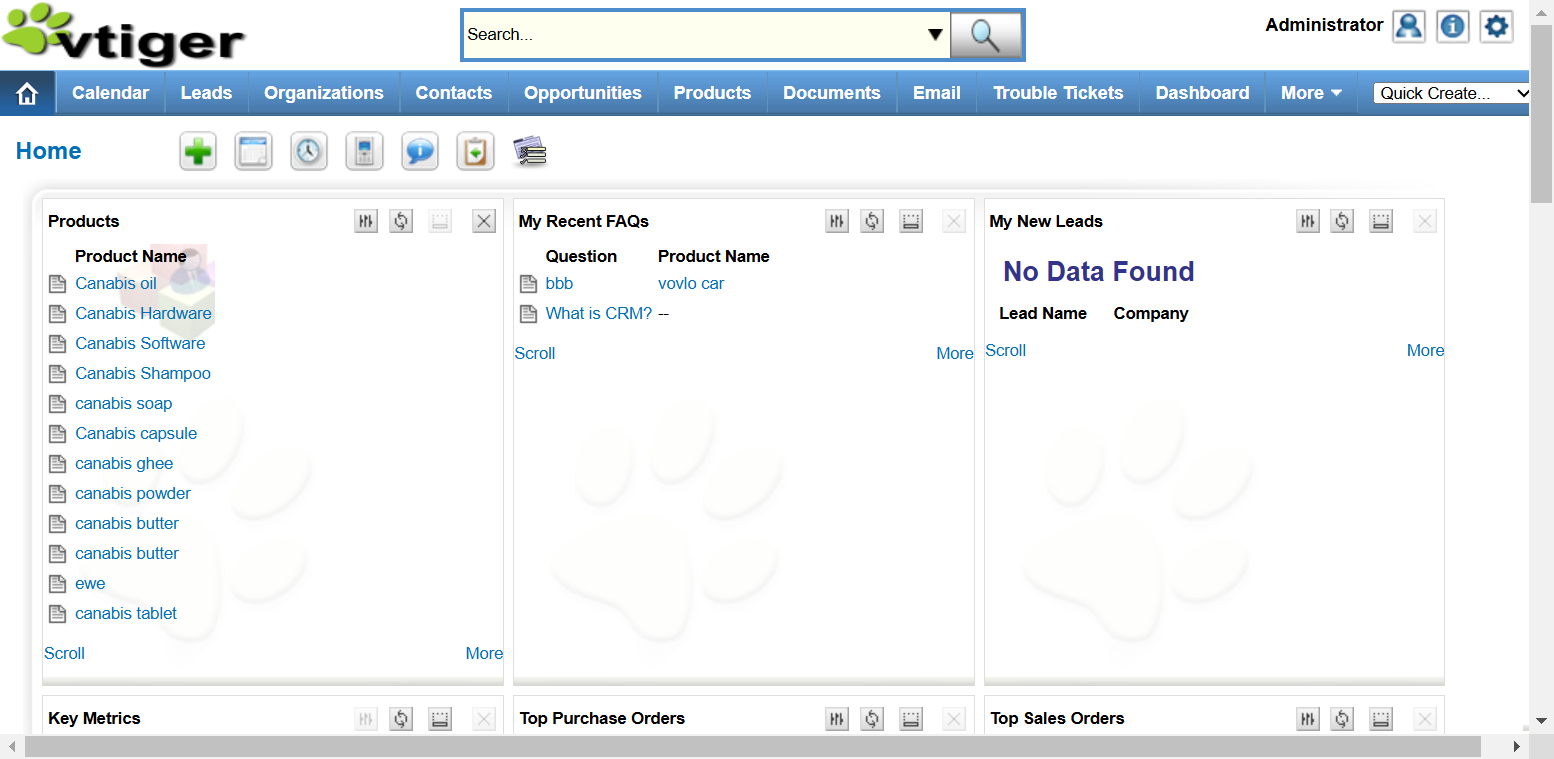 vtiger
Search...
Administrator
Calendar Leads Organizations Contacts Opportunities Products Documents Email Trouble Tickets Dashboard More Quick Create...
Home
Products
Product Name
Canabis oil
Canabis Hardware
Canabis Software
Canabis Shampoo
canabis soap
Canabis capsule
canabis ghee
canabis powder
canabis butter
canabis butter
ewe
canabis tablet
Scroll More
My Recent FAQs
Question Product Name
bbb vovlo car
What is CRM? --
Scroll More
My New Leads
No Data Found
Lead Name Company
Scroll More
Key Metrics
Top Purchase Orders
Top Sales Orders